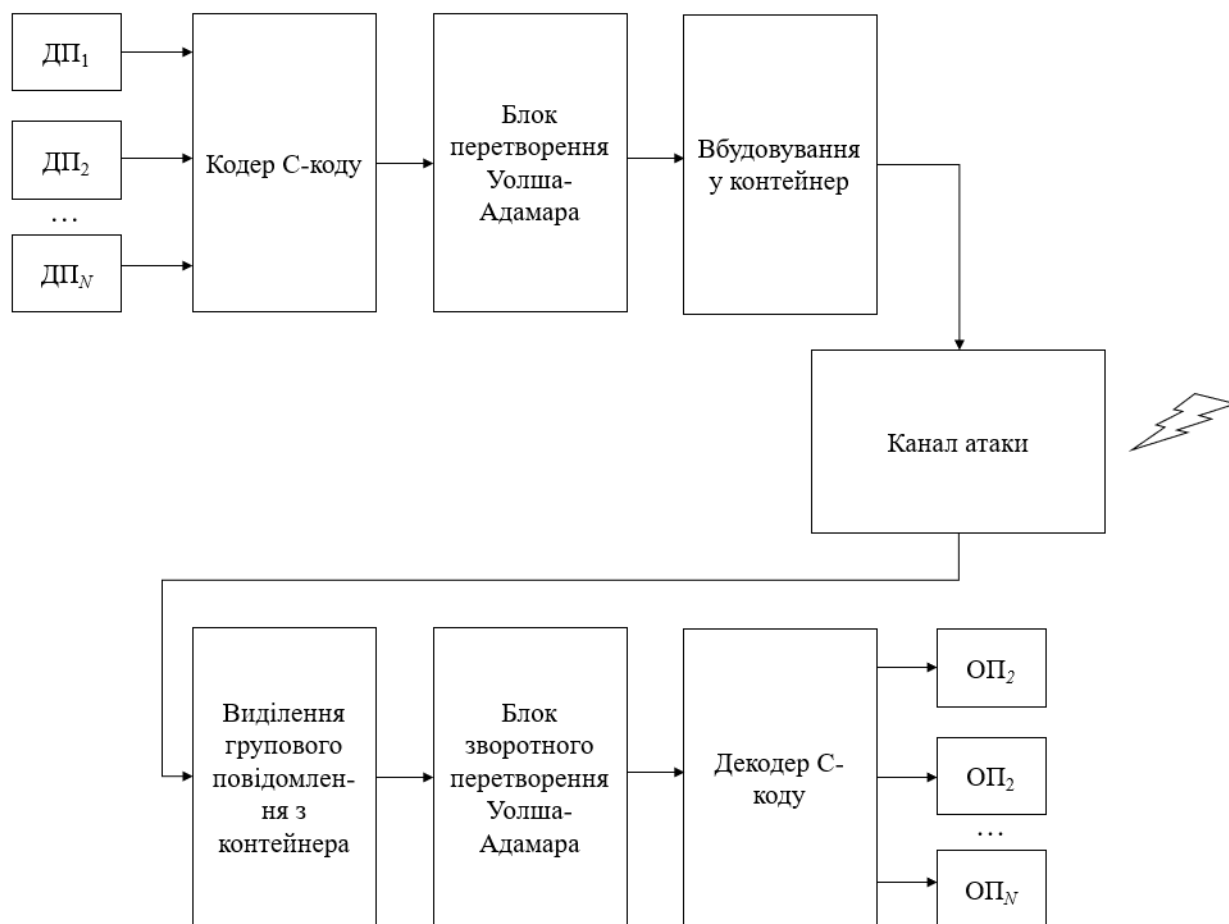 ДП1
ДП2
…
ДПN
Кодер С-коду
Блок
перетворення
Уолша-
Адамара
Вбудовування
у контейнер
Канал атаки
Виділення
групового
повідомлен-
ня з
контейнера
Блок
зворотного
перетворення
Уолша-
Адамара
Декодер С-
коду
ОП2
ОП2
…
ОПN